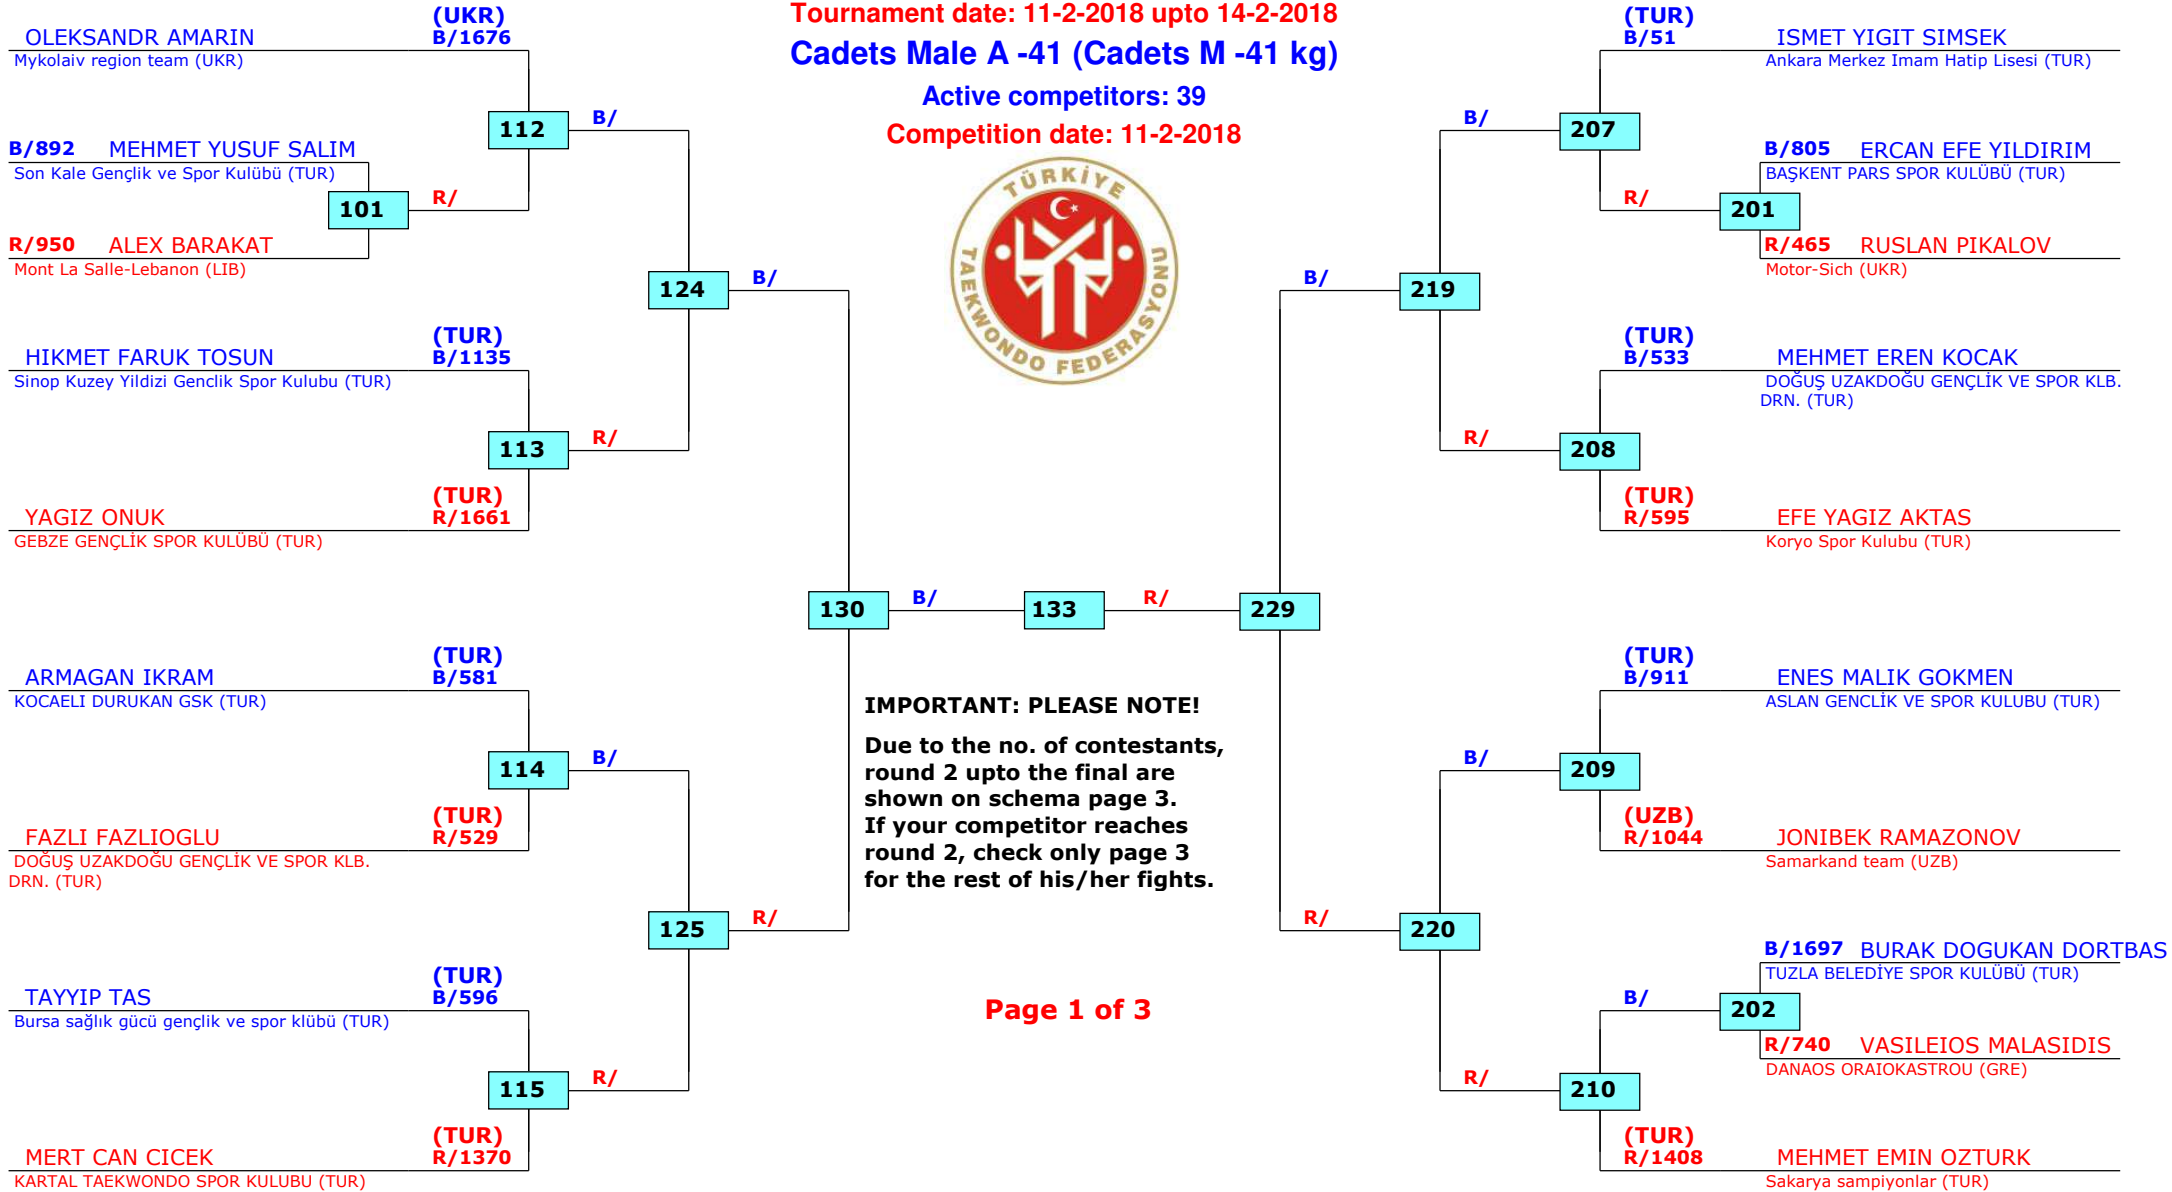 Tournament date: 11-2-2018 upto 14-2-2018
Cadets Male A -41 (Cadets M -41 kg)
Active competitors: 39
Competition date: 11-2-2018
TÜRKİYE
TAEKWONDO FEDERASYONU
(UKR)
OLEKSANDR AMARIN B/1676
Mykolaiv region team (UKR)
112
B/
B/892 MEHMET YUSUF SALIM
Son Kale Gençlik ve Spor Kulübü (TUR)
101
R/
R/950 ALEX BARAKAT
Mont La Salle-Lebanon (LIB)
124
B/
(TUR)
HIKMET FARUK TOSUN B/1135
Sinop Kuzey Yildizi Genclik Spor Kulubu (TUR)
113
R/
(TUR)
YAGIZ ONUK R/1661
GEBZE GENÇLİK SPOR KULÜBÜ (TUR)
130
B/
133
R/
229
(TUR)
ARMAGAN IKRAM B/581
KOCAELI DURUKAN GSK (TUR)
114
B/
(TUR)
FAZLI FAZLIOGLU R/529
DOĞUŞ UZAKDOĞU GENÇLİK VE SPOR KLB.
DRN. (TUR)
125
R/
(TUR)
TAYYIP TAS B/596
Bursa sağlık gücü gençlik ve spor klübü (TUR)
115
R/
(TUR)
MERT CAN CICEK R/1370
KARTAL TAEKWONDO SPOR KULUBU (TUR)
IMPORTANT: PLEASE NOTE!
Due to the no. of contestants,
round 2 upto the final are
shown on schema page 3.
If your competitor reaches
round 2, check only page 3
for the rest of his/her fights.
Page 1 of 3
(TUR)
B/51 ISMET YIGIT SIMSEK
Ankara Merkez Imam Hatip Lisesi (TUR)
B/
207
B/805 ERCAN EFE YILDIRIM
BAŞKENT PARS SPOR KULÜBÜ (TUR)
R/
201
R/465 RUSLAN PIKALOV
Motor-Sich (UKR)
B/
219
(TUR)
B/533 MEHMET EREN KOCAK
DOĞUŞ UZAKDOĞU GENÇLİK VE SPOR KLB.
DRN. (TUR)
R/
208
(TUR)
R/595 EFE YAGIZ AKTAS
Koryo Spor Kulubu (TUR)
(TUR)
B/911 ENES MALIK GOKMEN
ASLAN GENCLİK VE SPOR KULUBU (TUR)
B/
209
(UZB)
R/1044 JONIBEK RAMAZONOV
Samarkand team (UZB)
R/
220
B/1697 BURAK DOGUKAN DORTBAS
TUZLA BELEDİYE SPOR KULÜBÜ (TUR)
B/
202
R/740 VASILEIOS MALASIDIS
DANAOS ORAIOKASTROU (GRE)
R/
210
(TUR)
R/1408 MEHMET EMIN OZTURK
Sakarya sampiyonlar (TUR)